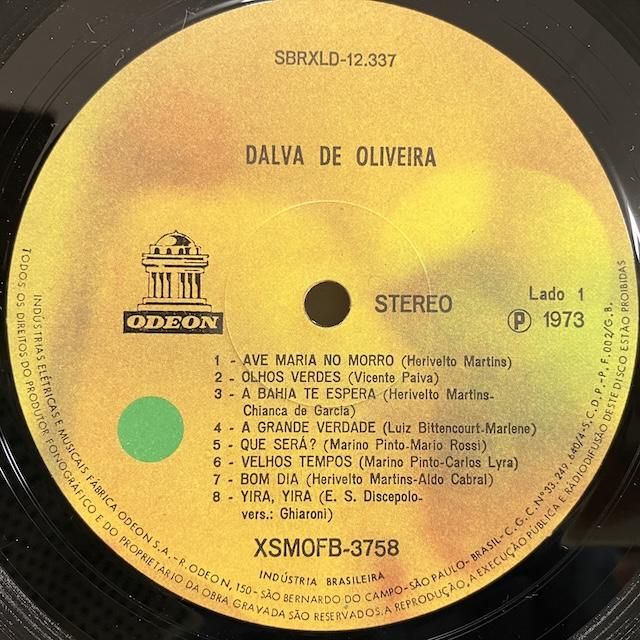 SBRXLD-12.337
DALVA DE OLIVEIRA
ODEON
STEREO
Lado 1
Ⓟ 1973
1 - AVE MARIA NO MORRO (Herivelto Martins)
2 - OLHOS VERDES (Vicente Paiva)
3 - A BAHIA TE ESPERA (Herivelto Martins-
Chianca de Garcia)
4 - A GRANDE VERDADE (Luiz Bittencourt-Marlene)
5 - QUE SERÁ? (Marino Pinto-Mario Rossi)
6 - VELHOS TEMPOS (Marino Pinto-Carlos Lyra)
7 - BOM DIA (Herivelto Martins-Aldo Cabral)
8 - YIRA, YIRA (E. S. Discepolo-
vers.: Ghiaroni)
XSMOFB-3758
INDÚSTRIA BRASILEIRA
INDÚSTRIAS ELÉTRICAS E MUSICAIS FÁBRICA ODEON S.A.-R.ODEON, 150-SÃO BERNARDO DO CAMPO-SÃO PAULO-BRASIL-C.G.C. Nº 33.249.640/4-S.C.D.P.-P.F.002/G.B.
TODOS OS DIREITOS DO PRODUTOR FONOGRÁFICO E DO PROPRIETÁRIO DA OBRA GRAVADA SÃO RESERVADOS. A REPRODUÇÃO, A EXECUÇÃO PÚBLICA E RÁDIODIFUSÃO DESTE DISCO ESTÃO PROIBIDAS